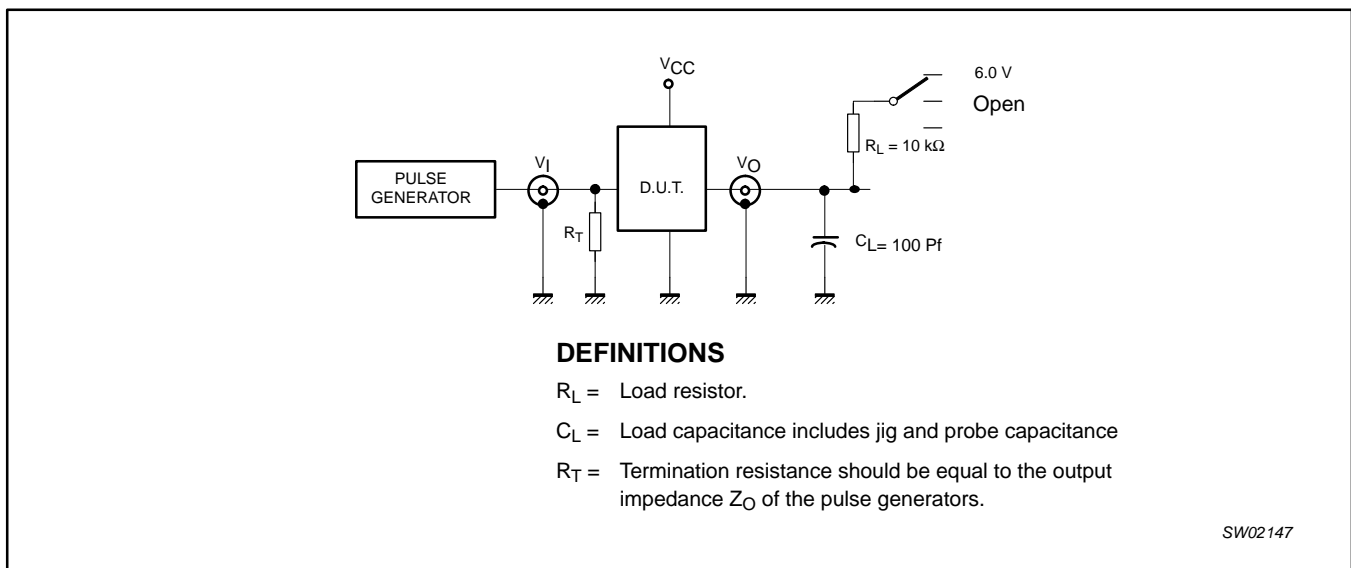 VCC
6.0 V
Open
RL = 10 kΩ
PULSE
GENERATOR
VI
RT
D.U.T.
VO
CL= 100 Pf
DEFINITIONS
RL = Load resistor.
CL = Load capacitance includes jig and probe capacitance
RT = Termination resistance should be equal to the output
impedance ZO of the pulse generators.
SW02147